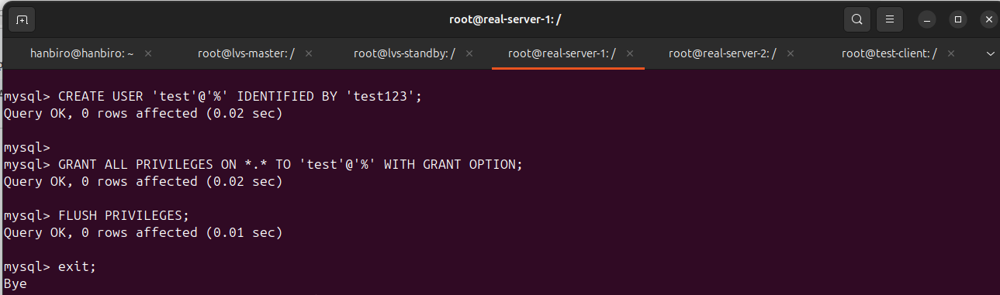 root@real-server-1: /
hanbiro@hanbiro: ~
root@lvs-master: /
root@lvs-standby: /
root@real-server-1: /
root@real-server-2: /
root@test-client: /
mysql> CREATE USER 'test'@'%' IDENTIFIED BY 'test123';
Query OK, 0 rows affected (0.02 sec)
mysql>
mysql> GRANT ALL PRIVILEGES ON *.* TO 'test'@'%' WITH GRANT OPTION;
Query OK, 0 rows affected (0.02 sec)
mysql> FLUSH PRIVILEGES;
Query OK, 0 rows affected (0.01 sec)
mysql> exit;
Bye